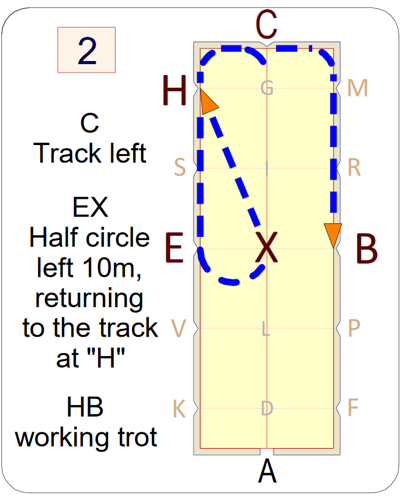 2
C
Track left
EX
Half circle
left 10m,
returning
to the track
at "H"
HB
working trot
C
H
G
M
S
I
R
E
X
B
V
L
P
K
D
F
A